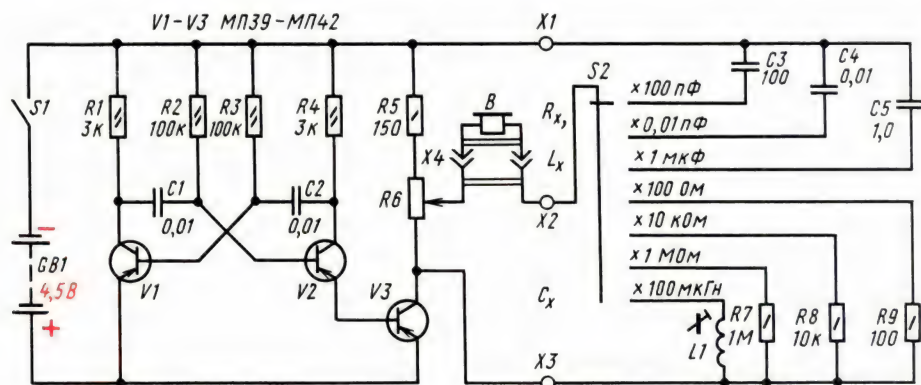 V1-V3 МП39-МП42
X1
S1
R1
3к
R2
100к
R3
100к
R4
3к
R5
150
B
X4
R6
Rx,
Lx
X2
Cx
X3
S2
C3
100
C4
0,01
C5
1,0
×100 пФ
×0,01 пФ
×1 мкФ
×100 Ом
×10 кОм
×1 МОм
×100 мкГн
C1
0,01
C2
0,01
V1
V2
V3
−
GB1
4,5В
+
L1
R7
1М
R8
10к
R9
100